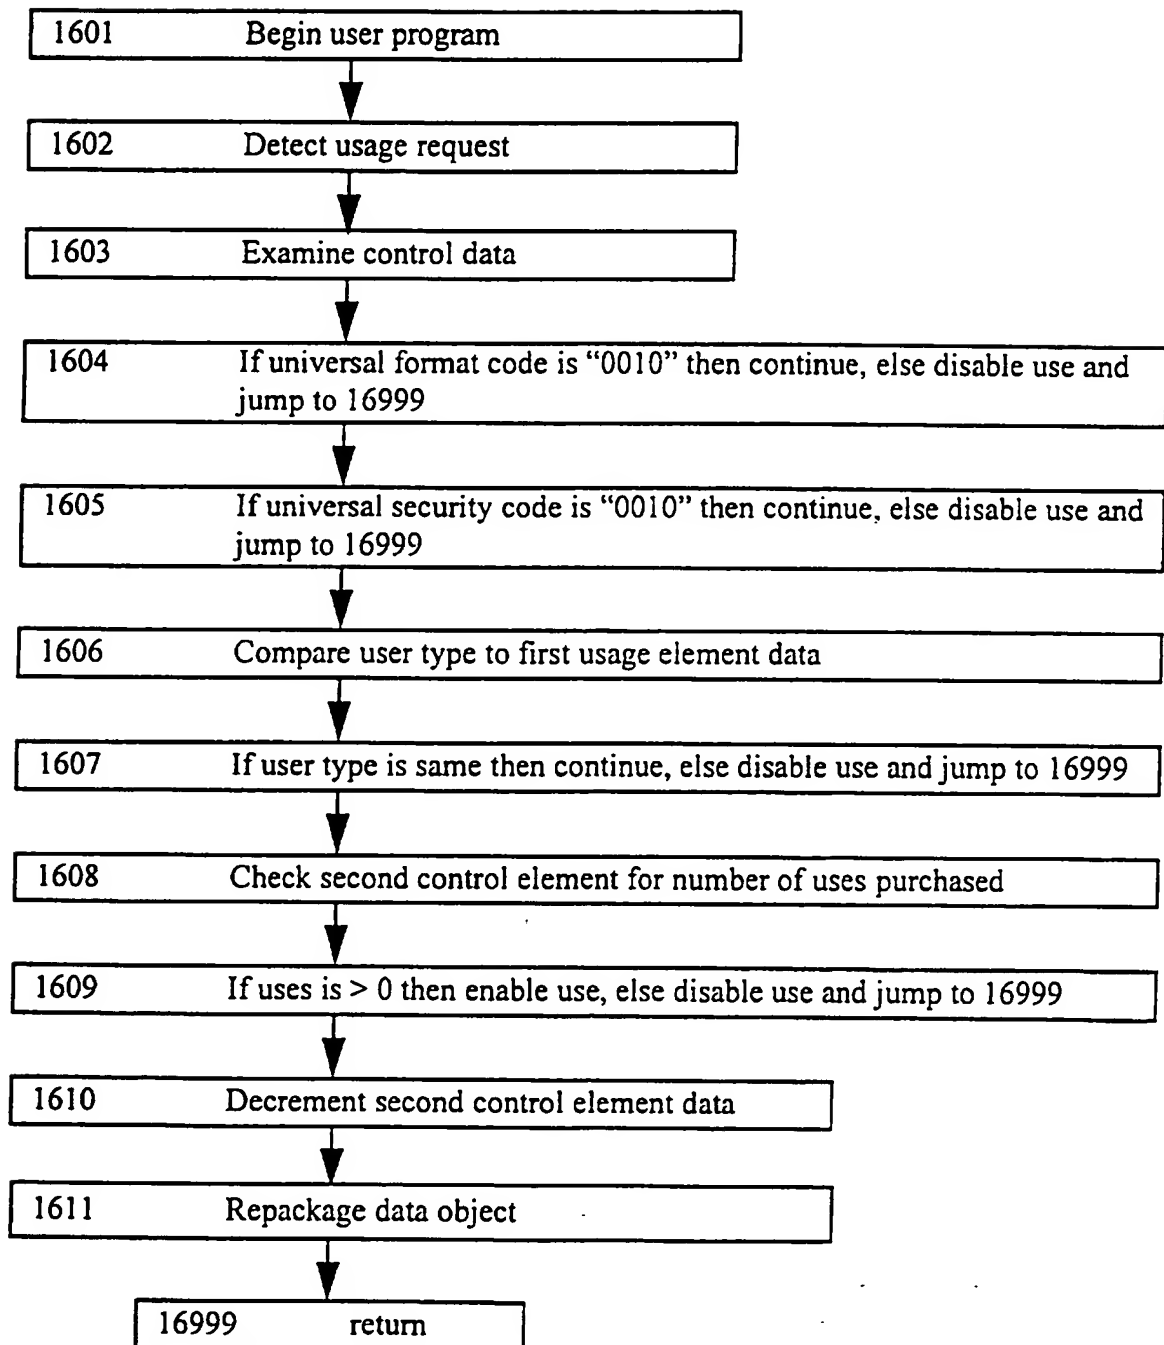 1601 Begin user program
1602 Detect usage request
1603 Examine control data
1604 If universal format code is “0010” then continue, else disable use and
jump to 16999
1605 If universal security code is “0010” then continue, else disable use and
jump to 16999
1606 Compare user type to first usage element data
1607 If user type is same then continue, else disable use and jump to 16999
1608 Check second control element for number of uses purchased
1609 If uses is > 0 then enable use, else disable use and jump to 16999
1610 Decrement second control element data
1611 Repackage data object
16999 return